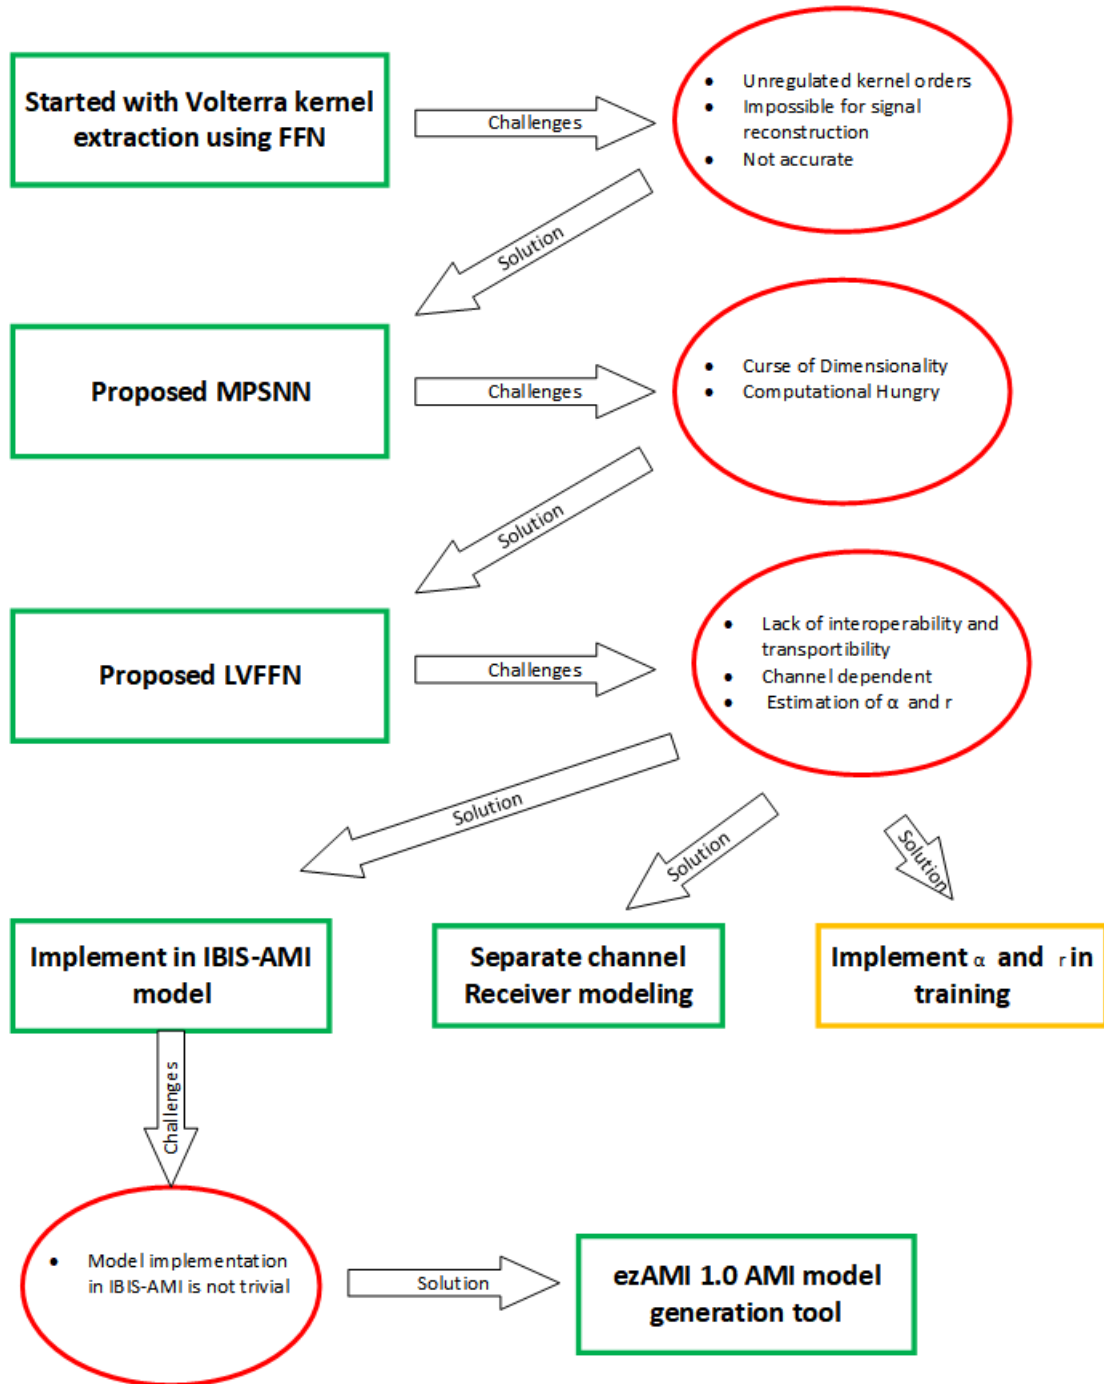 Started with Volterra kernel
extraction using FFN
Challenges
• Unregulated kernel orders
• Impossible for signal
reconstruction
• Not accurate
Solution
Proposed MPSNN
Challenges
• Curse of Dimensionality
• Computational Hungry
Solution
Proposed LVFFN
Challenges
• Lack of interoperability and
transportibility
• Channel dependent
• Estimation of α and r
Solution
Solution
Solution
Implement in IBIS-AMI
model
Separate channel
Receiver modeling
Implement α and r in
training
Challenges
• Model implementation
in IBIS-AMI is not trivial
Solution
ezAMI 1.0 AMI model
generation tool